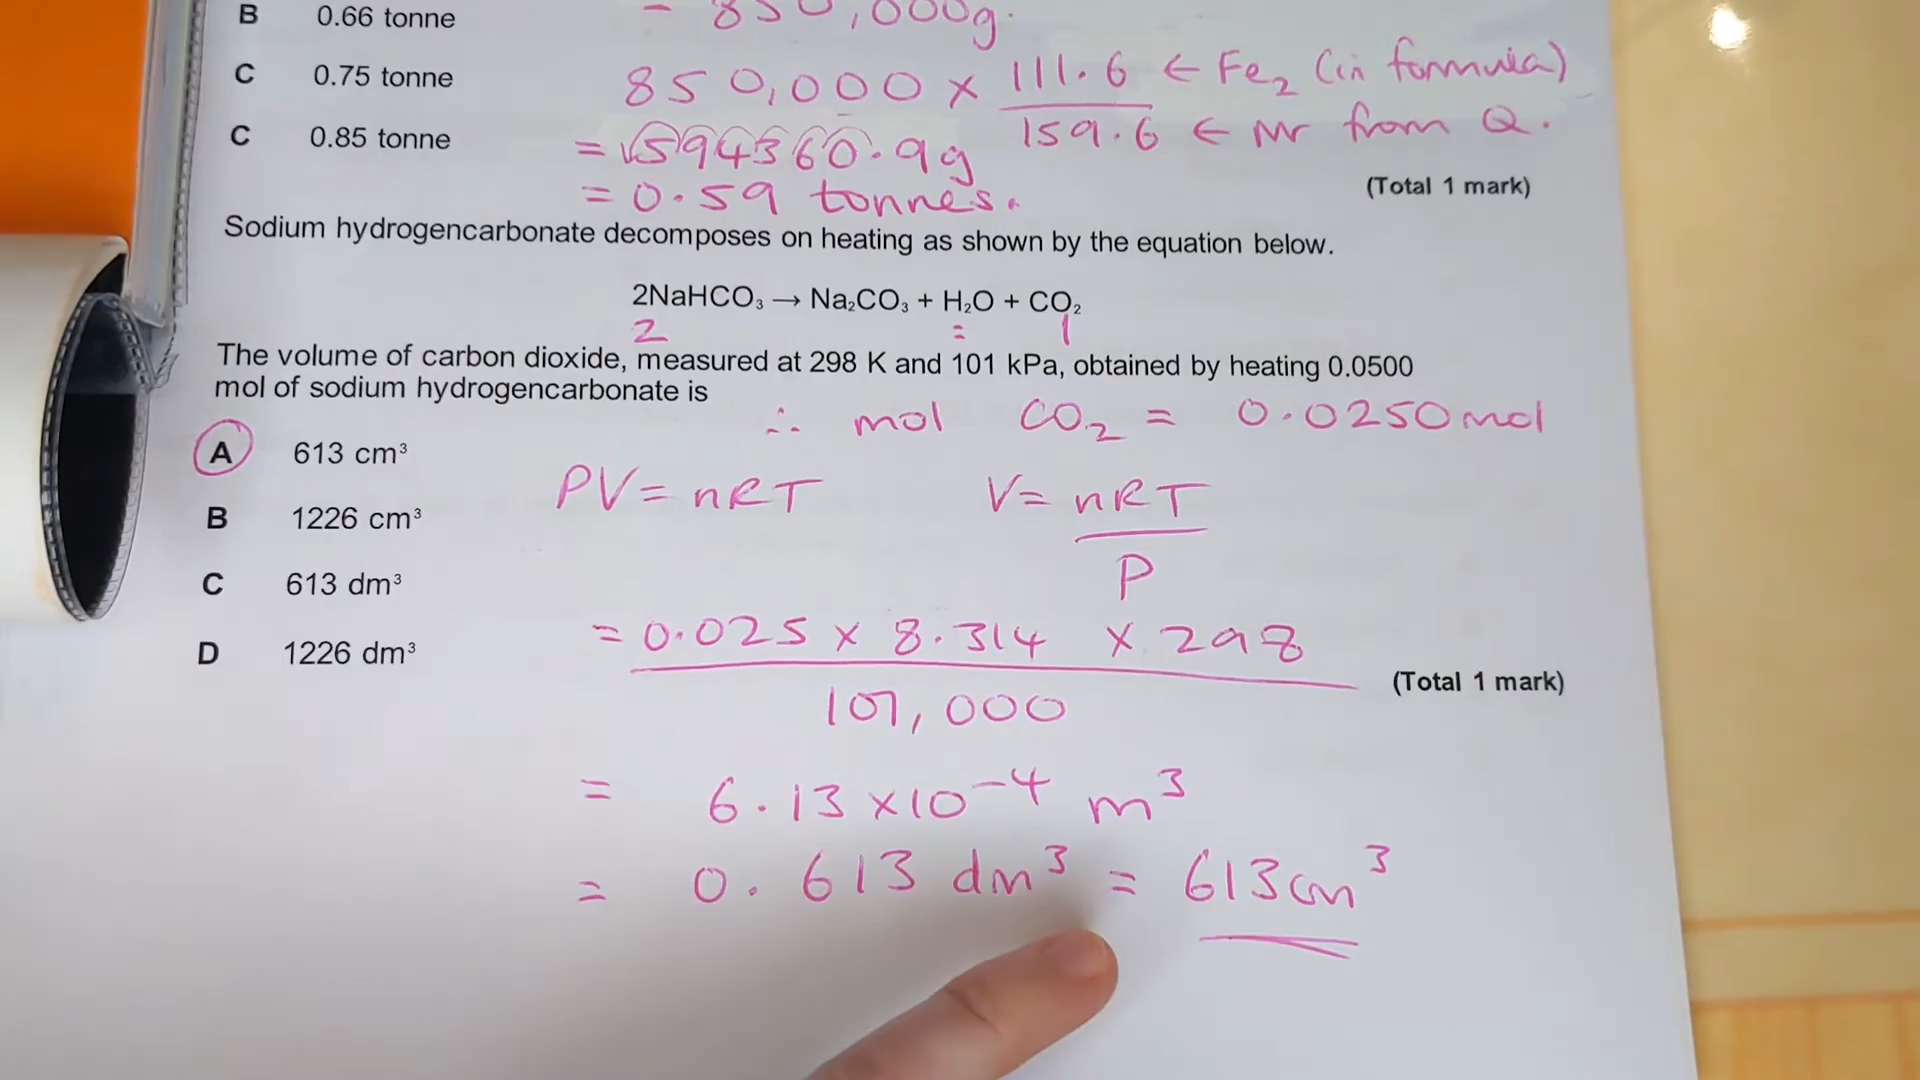 B 0.66 tonne
= 850,000g.
C 0.75 tonne
850,000 × 111.6 ← Fe₂ (in formula)
159.6 ← Mr from Q.
C 0.85 tonne
= 594360.9g
= 0.59 tonnes.
(Total 1 mark)
Sodium hydrogencarbonate decomposes on heating as shown by the equation below.
2NaHCO₃ → Na₂CO₃ + H₂O + CO₂
2 : 1
The volume of carbon dioxide, measured at 298 K and 101 kPa, obtained by heating 0.0500
mol of sodium hydrogencarbonate is
∴ mol CO₂ = 0.0250mol
A 613 cm³
PV = nRT V = nRT
P
B 1226 cm³
C 613 dm³
= 0.025 × 8.314 × 298
101,000
D 1226 dm³
(Total 1 mark)
= 6.13 ×10⁻⁴ m³
= 0.613 dm³ = 613cm³